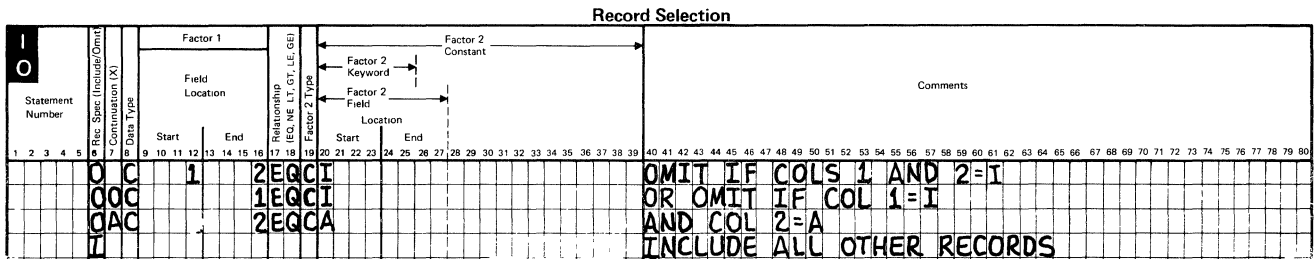 Record Selection
I
O
Statement
Number
Rec Spec (Include/Omit)
Continuation (X)
Data Type
Factor 1
Field
Location
Start
End
Relationship
(EQ, NE LT, GT, LE, GE)
Factor 2 Type
Factor 2
Constant
Factor 2
Keyword
Factor 2
Field
Location
Start
End
Comments
1 2 3 4 5 6 7 8 9 10 11 12 13 14 15 16 17 18 19 20 21 22 23 24 25 26 27 28 29 30 31 32 33 34 35 36 37 38 39 40 41 42 43 44 45 46 47 48 49 50 51 52 53 54 55 56 57 58 59 60 61 62 63 64 65 66 67 68 69 70 71 72 73 74 75 76 77 78 79 80
O C 1 2EQCI OMIT IF COLS 1 AND 2=I
OOC 1EQCI OR OMIT IF COL 1=I
OAC 2EQCA AND COL 2=A
I INCLUDE ALL OTHER RECORDS